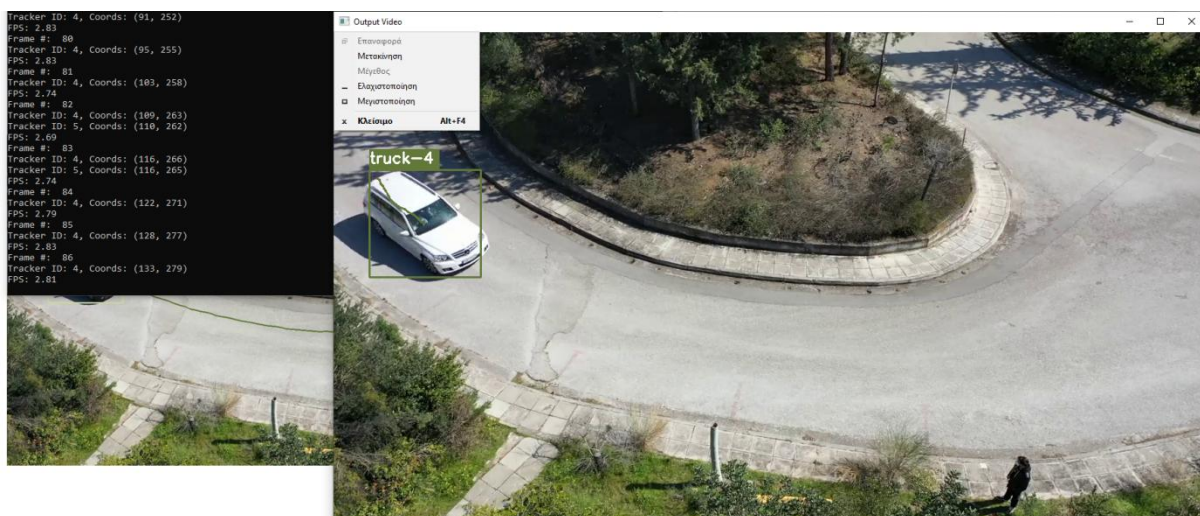 Tracker ID: 4, Coords: (91, 252)
FPS: 2.83
Frame #:  80
Tracker ID: 4, Coords: (95, 255)
FPS: 2.83
Frame #:  81
Tracker ID: 4, Coords: (103, 258)
FPS: 2.74
Frame #:  82
Tracker ID: 4, Coords: (109, 263)
Tracker ID: 5, Coords: (110, 262)
FPS: 2.69
Frame #:  83
Tracker ID: 4, Coords: (116, 266)
Tracker ID: 5, Coords: (116, 265)
FPS: 2.74
Frame #:  84
Tracker ID: 4, Coords: (122, 271)
FPS: 2.79
Frame #:  85
Tracker ID: 4, Coords: (128, 277)
FPS: 2.83
Frame #:  86
Tracker ID: 4, Coords: (133, 279)
FPS: 2.81
Output Video
Επαναφορά
Μετακίνηση
Μέγεθος
Ελαχιστοποίηση
Μεγιστοποίηση
Κλείσιμο Alt+F4
truck-4